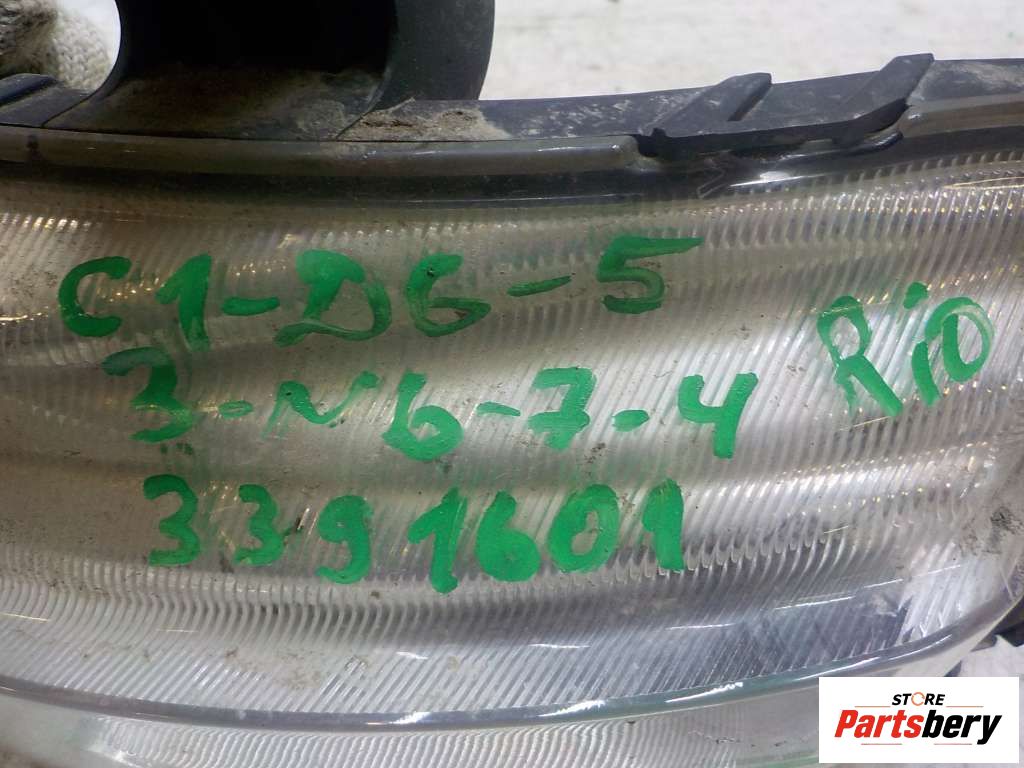 C1-D6-5
3-N6-7-4 Rio
3391601
STORE
Partsbery